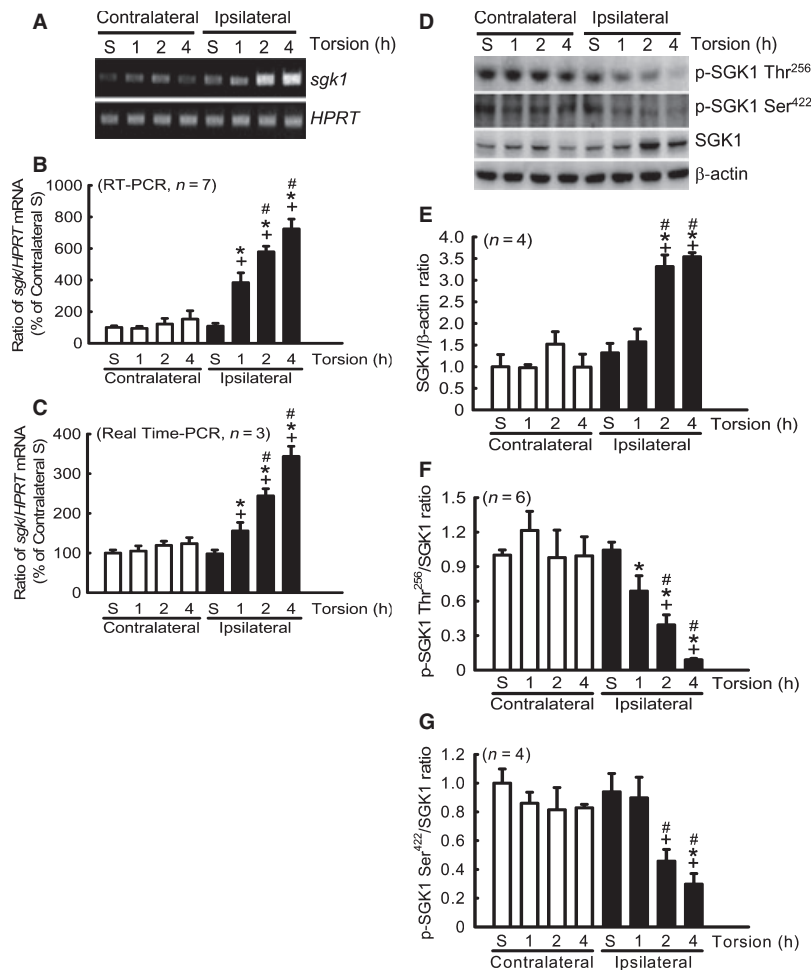 A
Contralateral Ipsilateral
S 1 2 4 S 1 2 4 Torsion (h)
sgk1
HPRT
B
(RT-PCR, n = 7)
Ratio of sgk/HPRT mRNA
(% of Contralateral S)
1000
800
600
400
200
0
*
+
#
*
+
#
*
+
S 1 2 4 S 1 2 4 Torsion (h)
Contralateral Ipsilateral
C
(Real Time-PCR, n = 3)
Ratio of sgk/HPRT mRNA
(% of Contralateral S)
400
300
200
100
0
*
+
#
*
+
#
*
+
S 1 2 4 S 1 2 4 Torsion (h)
Contralateral Ipsilateral
D
Contralateral Ipsilateral
S 1 2 4 S 1 2 4 Torsion (h)
p-SGK1 Thr256
p-SGK1 Ser422
SGK1
β-actin
E
(n = 4)
SGK1/β-actin ratio
4.0
3.5
3.0
2.5
2.0
1.5
1.0
0.5
0
#
*
+
#
*
+
S 1 2 4 S 1 2 4 Torsion (h)
Contralateral Ipsilateral
F
(n = 6)
p-SGK1 Thr256/SGK1 ratio
1.5
1.2
0.9
0.6
0.3
0
*
#
*
+
#
*
+
S 1 2 4 S 1 2 4 Torsion (h)
Contralateral Ipsilateral
G
(n = 4)
p-SGK1 Ser422/SGK1 ratio
1.2
1.0
0.8
0.6
0.4
0.2
0
#
+
#
*
+
S 1 2 4 S 1 2 4 Torsion (h)
Contralateral Ipsilateral